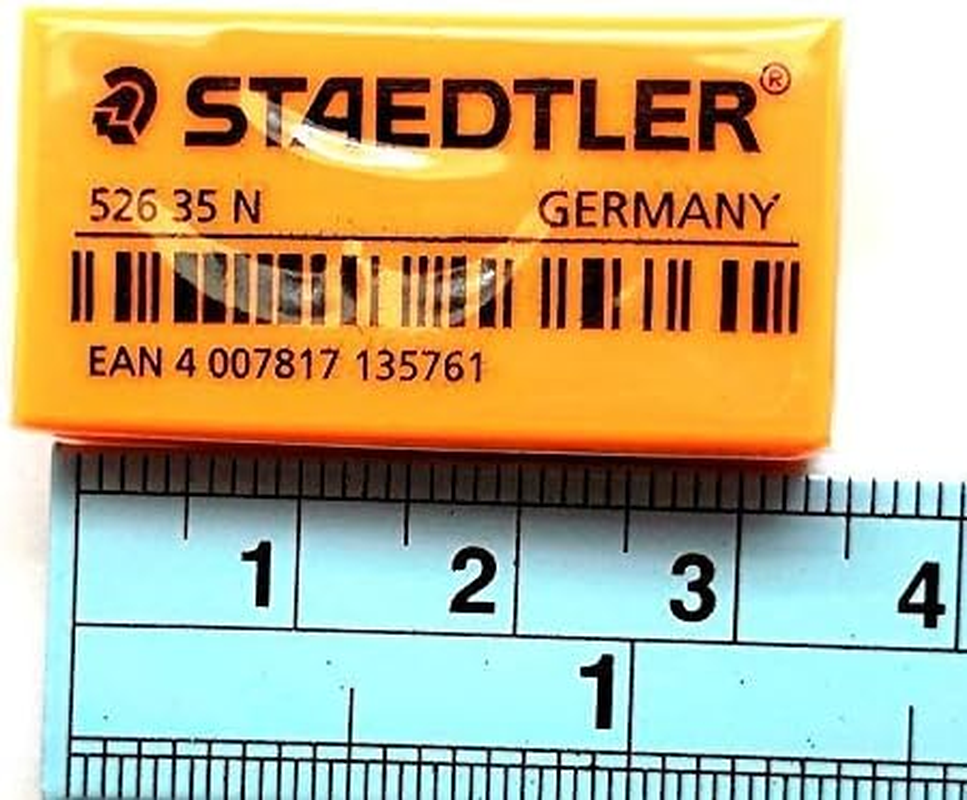 STAEDTLER®
526 35 N GERMANY
EAN 4 007817 135761
1 2 3 4
1